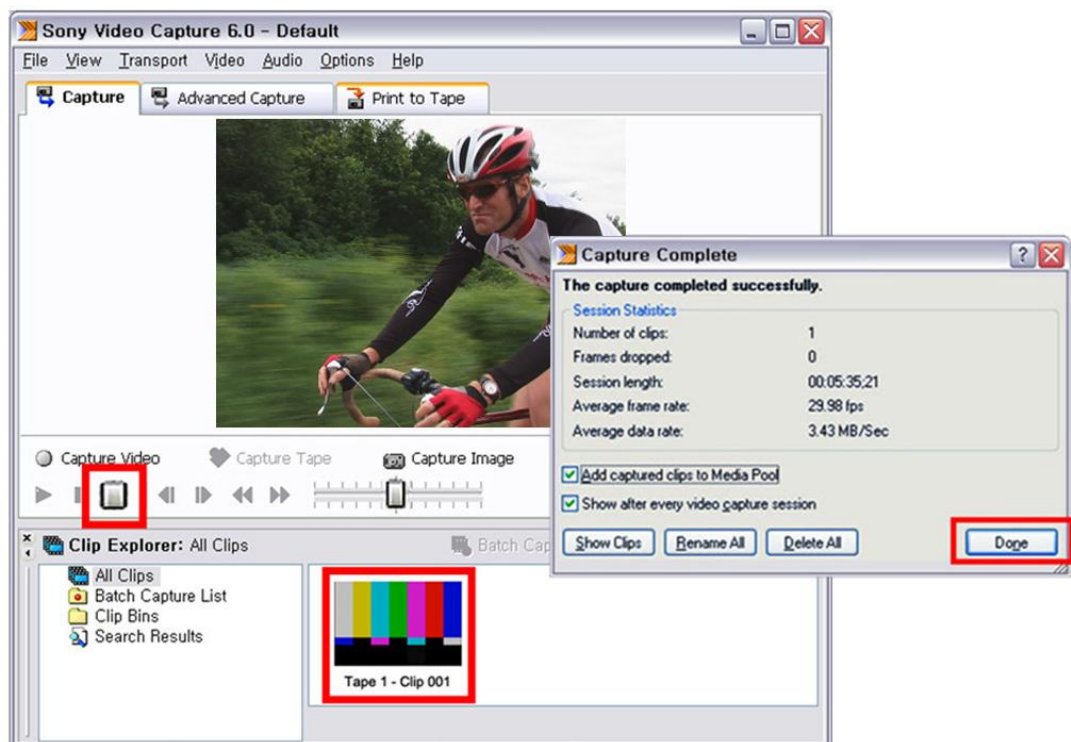 Sony Video Capture 6.0 - Default
File View Transport Video Audio Options Help
Capture Advanced Capture Print to Tape
Capture Complete
The capture completed successfully.
Session Statistics
Number of clips: 1
Frames dropped: 0
Session length: 00:05:35;21
Average frame rate: 29.98 fps
Average data rate: 3.43 MB/Sec
Add captured clips to Media Pool
Show after every video capture session
Show Clips Rename All Delete All Done
Capture Video Capture Tape Capture Image
Clip Explorer: All Clips Batch Cap
All Clips
Batch Capture List
Clip Bins
Search Results
Tape 1 - Clip 001